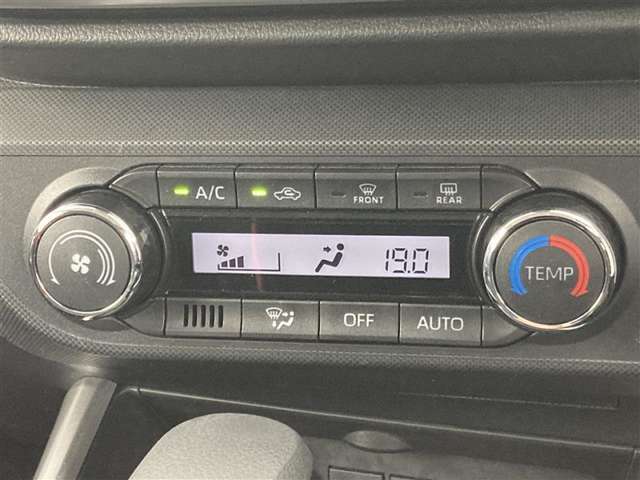 A/C FRONT REAR
19.0
TEMP
OFF AUTO